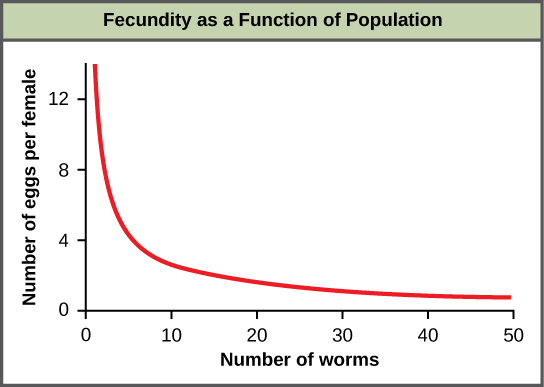 Fecundity as a Function of Population
Number of eggs per female
12
8
4
0
0 10 20 30 40 50
Number of worms